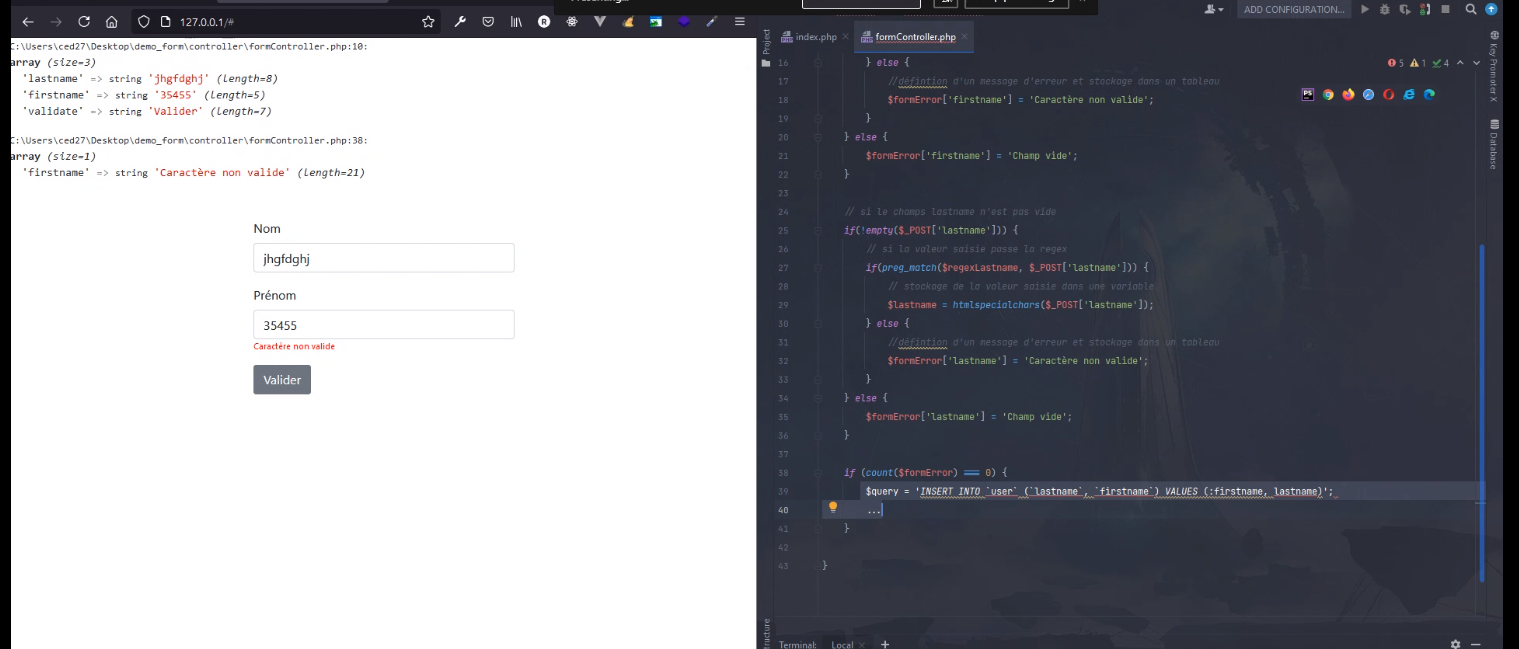 127.0.0.1/#
C:\Users\ced27\Desktop\demo_form\controller\formController.php:10:
array (size=3)
'lastname' => string 'jhgfdghj' (length=8)
'firstname' => string '35455' (length=5)
'validate' => string 'Valider' (length=7)
C:\Users\ced27\Desktop\demo_form\controller\formController.php:38:
array (size=1)
'firstname' => string 'Caractère non valide' (length=21)
Nom
jhgfdghj
Prénom
35455
Caractère non valide
Valider
ADD CONFIGURATION...
Project
index.php
formController.php
5 1 4
Key Promoter X
Database
16 } else {
17 //défintion d'un message d'erreur et stockage dans un tableau
18 $formError['firstname'] = 'Caractère non valide';
19 }
20 } else {
21 $formError['firstname'] = 'Champ vide';
22 }
23
24 // si le champs lastname n'est pas vide
25 if(!empty($_POST['lastname'])) {
26 // si la valeur saisie passe la regex
27 if(preg_match($regexLastname, $_POST['lastname'])) {
28 // stockage de la valeur saisie dans une variable
29 $lastname = htmlspecialchars($_POST['lastname']);
30 } else {
31 //défintion d'un message d'erreur et stockage dans un tableau
32 $formError['lastname'] = 'Caractère non valide';
33 }
34 } else {
35 $formError['lastname'] = 'Champ vide';
36 }
37
38 if (count($formError) === 0) {
39 $query = 'INSERT INTO `user` (`lastname`, `firstname`) VALUES (:firstname, lastname)';
40 ...
41 }
42
43 }
Terminal: Local +